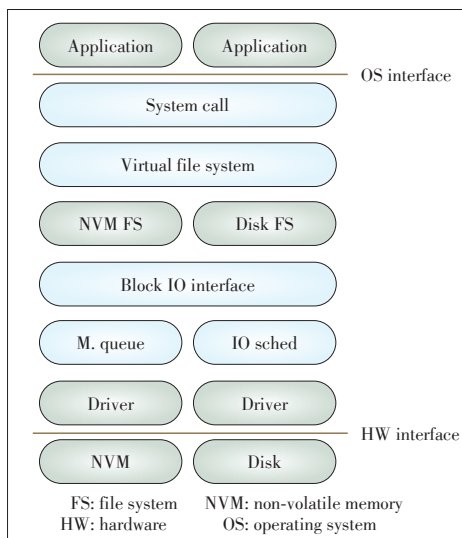 Application Application
OS interface
System call
Virtual file system
NVM FS Disk FS
Block IO interface
M. queue IO sched
Driver Driver
HW interface
NVM Disk
FS: file system NVM: non-volatile memory
HW: hardware OS: operating system